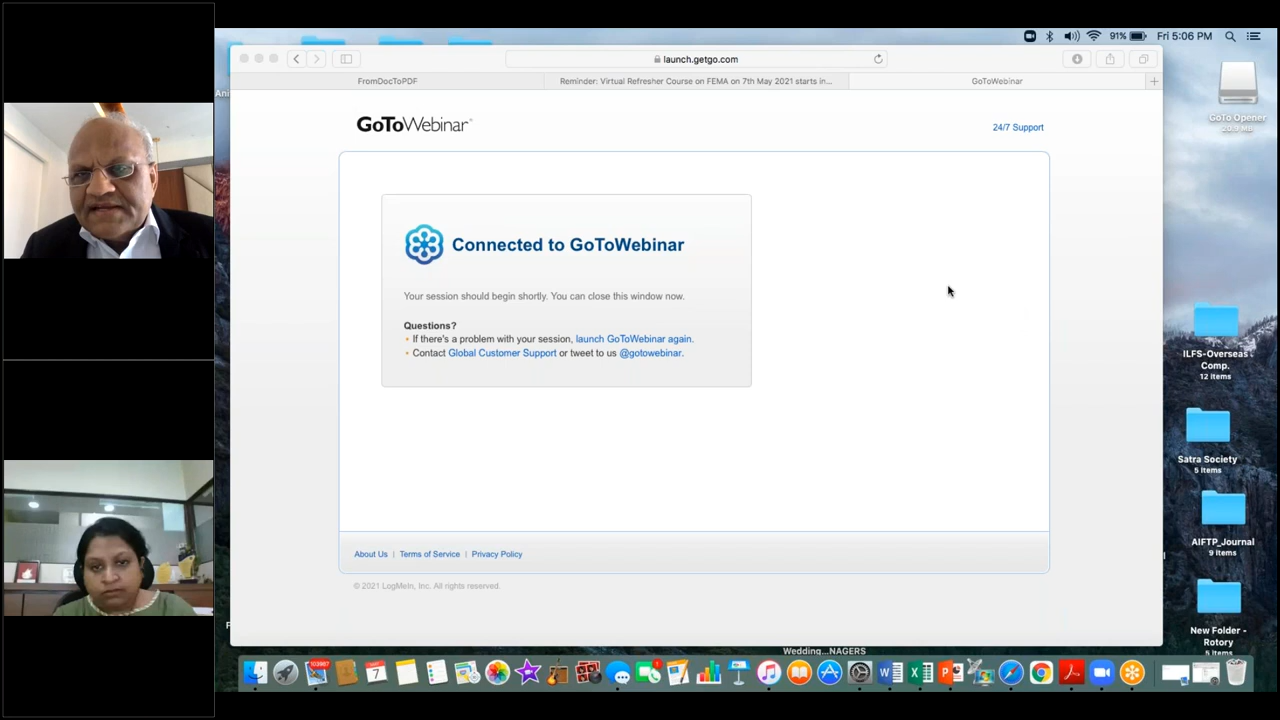 91% Fri 5:06 PM
launch.getgo.com
FromDocToPDF
Reminder: Virtual Refresher Course on FEMA on 7th May 2021 starts in...
GoToWebinar
GoTo Opener
GoToWebinar
24/7 Support
Connected to GoToWebinar
Your session should begin shortly. You can close this window now.
Questions?
• If there's a problem with your session, launch GoToWebinar again.
• Contact Global Customer Support or tweet to us @gotowebinar.
ILFS-Overseas Comp.
12 items
Satra Society
5 items
AIFTP_Journal
9 items
About Us | Terms of Service | Privacy Policy
© 2021 LogMeIn, Inc. All rights reserved.
New Folder -
Rotory
5 items
Wedding...NAGERS
103987
7